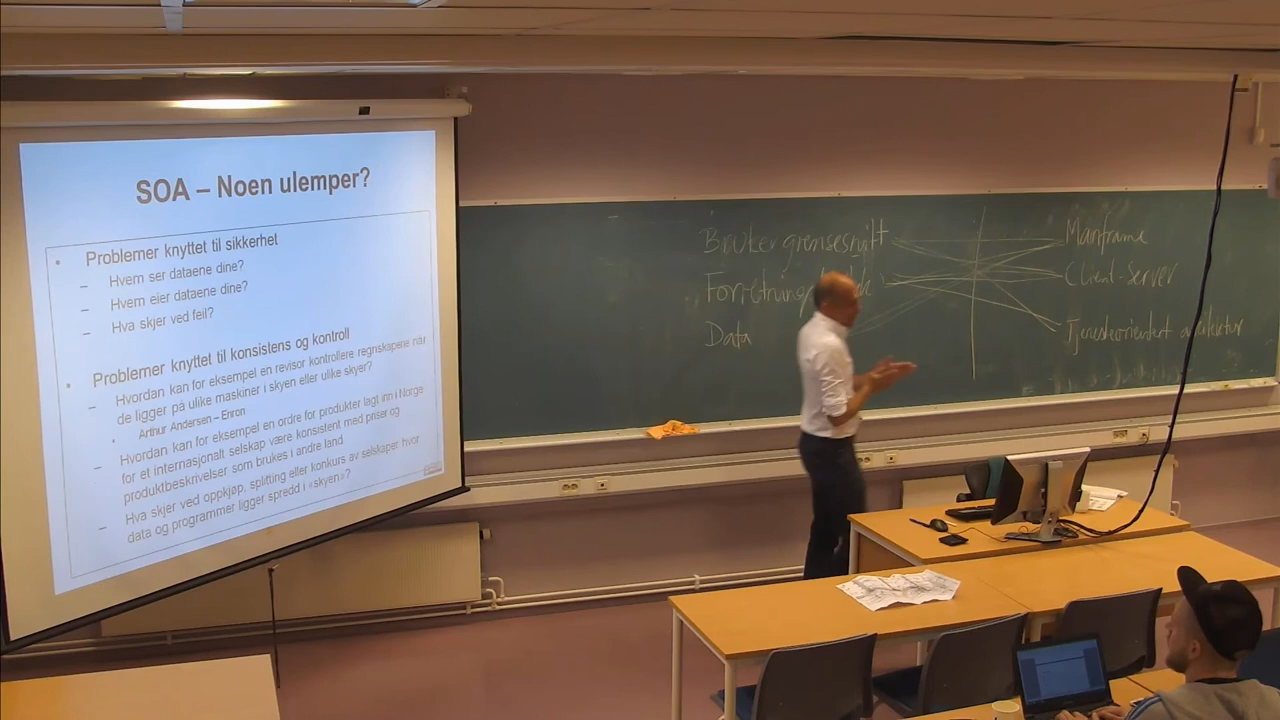 SOA – Noen ulemper?
• Problemer knyttet til sikkerhet
– Hvem ser dataene dine?
– Hvem eier dataene dine?
– Hva skjer ved feil?
• Problemer knyttet til konsistens og kontroll
– Hvordan kan for eksempel en revisor kontrollere regnskapene når
de ligger på ulike maskiner i skyen eller ulike skyer?
• Arthur Andersen – Enron
– Hvordan kan for eksempel en ordre for produkter lagt inn i Norge
for et internasjonalt selskap være konsistent med priser og
produktbeskrivelser som brukes i andre land
– Hva skjer ved oppkjøp, splitting eller konkurs av selskaper hvor
data og programmer ligger spredd i «skyen»?
Brukergrensesnitt
Data
Mainframe
Client-Server
Tjenesteorientert arkitektur